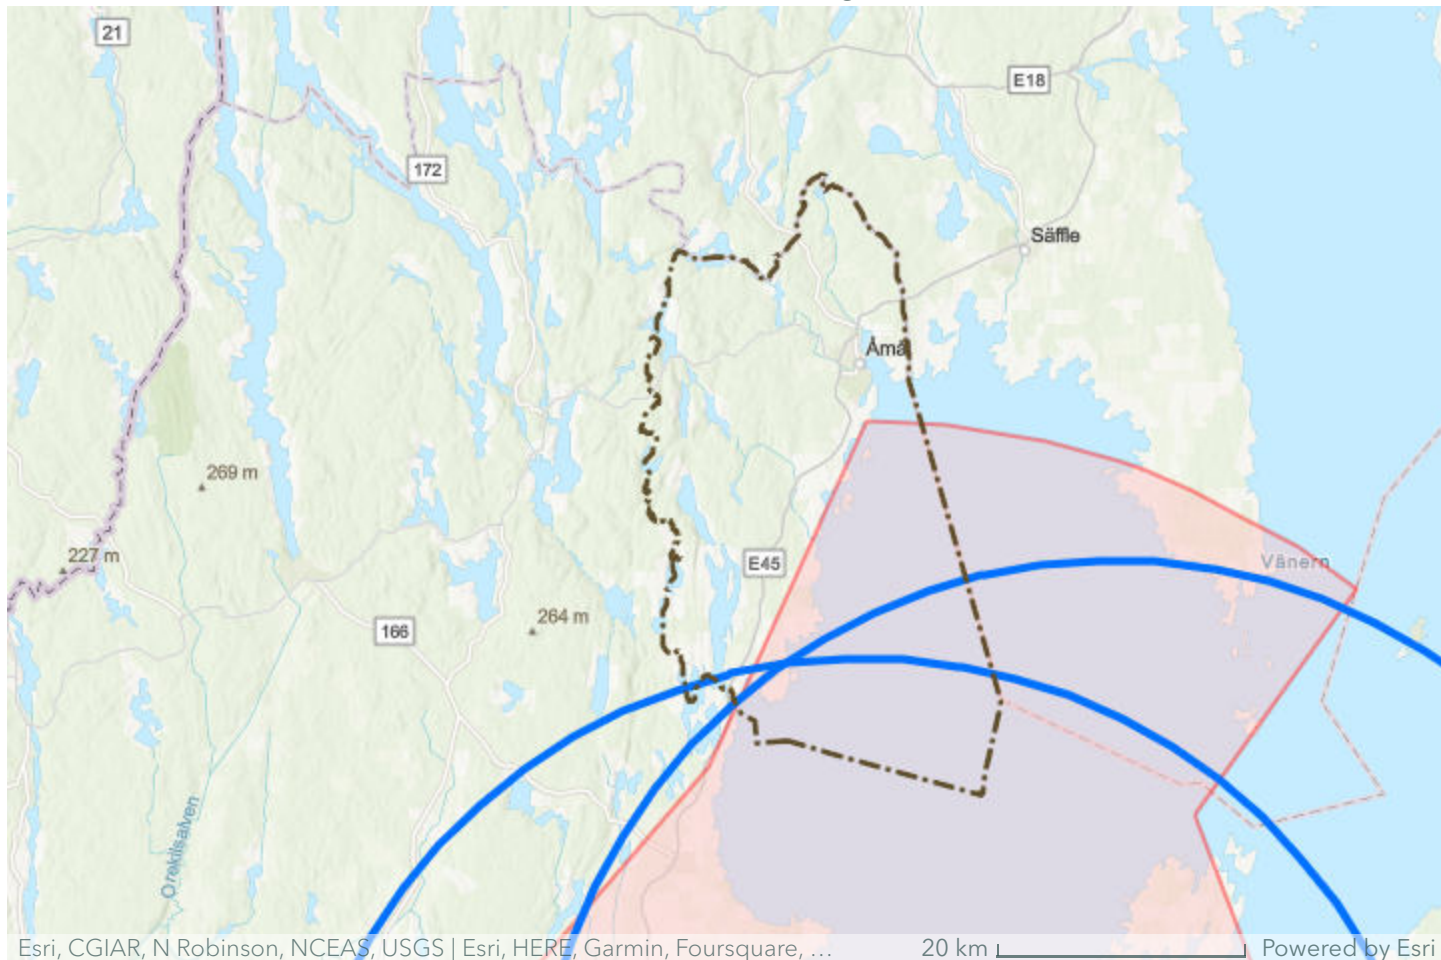 21
E18
172
Säffle
Åmå
269 m
Vänern
227 m
E45
264 m
166
Orekilsälven
Esri, CGIAR, N Robinson, NCEAS, USGS | Esri, HERE, Garmin, Foursquare, ...
20 km
Powered by Esri